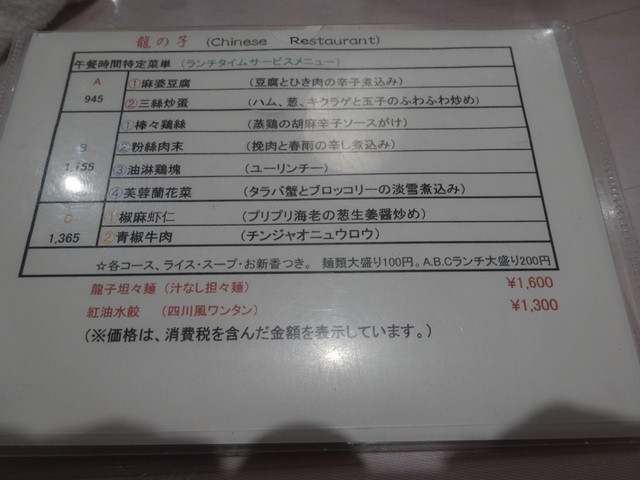 龍の子 (Chinese Restaurant)
午餐時間特定菜単 (ランチタイムサービスメニュー)
A 945
①麻婆豆腐 (豆腐とひき肉の辛子煮込み)
②三絲炒蛋 (ハム、葱、キクラゲと玉子のふわふわ炒め)
B 1,155
①棒々鶏絲 (蒸鶏の胡麻辛子ソースがけ)
②粉絲肉末 (挽肉と春雨の辛し煮込み)
③油淋鶏塊 (ユーリンチー)
④芙蓉蘭花菜 (タラバ蟹とブロッコリーの淡雪煮込み)
C 1,365
①椒麻虾仁 (プリプリ海老の葱生姜醤炒め)
②青椒牛肉 (チンジャオニュウロウ)
☆各コース、ライス・スープ・お新香つき。 麺類大盛り100円。A.B.Cランチ大盛り200円
龍子坦々麺 (汁なし担々麺) ¥1,600
紅油水餃 (四川風ワンタン) ¥1,300
(※価格は、消費税を含んだ金額を表示しています。)